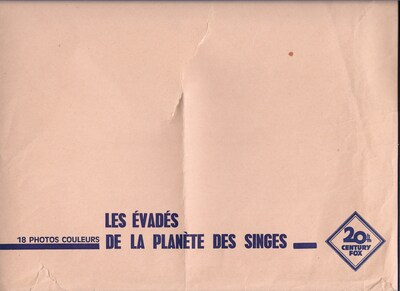 LES ÉVADÉS
18 PHOTOS COULEURS DE LA PLANÈTE DES SINGES
20th
CENTURY
FOX